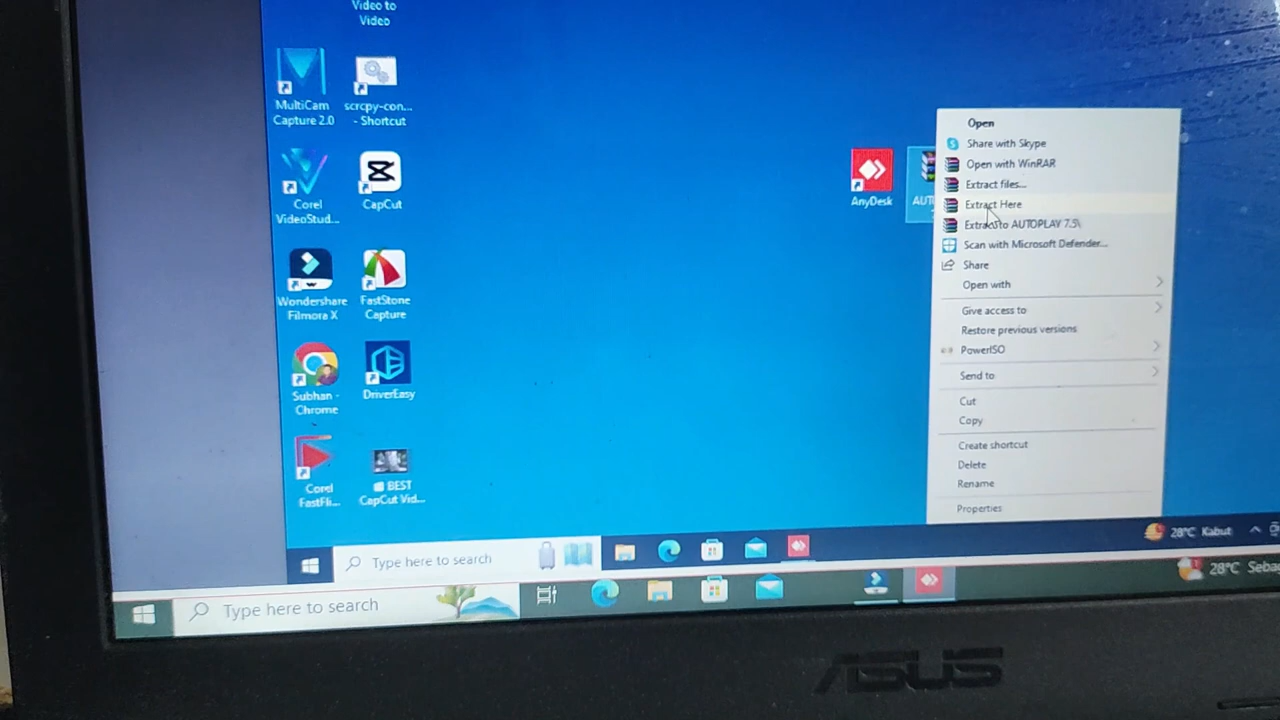 Video to
Video
MultiCam
Capture 2.0
scrcpy-con...
- Shortcut
Corel
VideoStud...
CapCut
Wondershare
Filmora X
FastStone
Capture
Subhan -
Chrome
DriverEasy
Corel
FastFli...
BEST
CapCut Vid...
AnyDesk
AUT
Open
Share with Skype
Open with WinRAR
Extract files...
Extract Here
Extract to AUTOPLAY 7.5\
Scan with Microsoft Defender...
Share
Open with
Give access to
Restore previous versions
PowerISO
Send to
Cut
Copy
Create shortcut
Delete
Rename
Properties
Type here to search
28°C Kabut
Type here to search
28°C Seba
ASUS